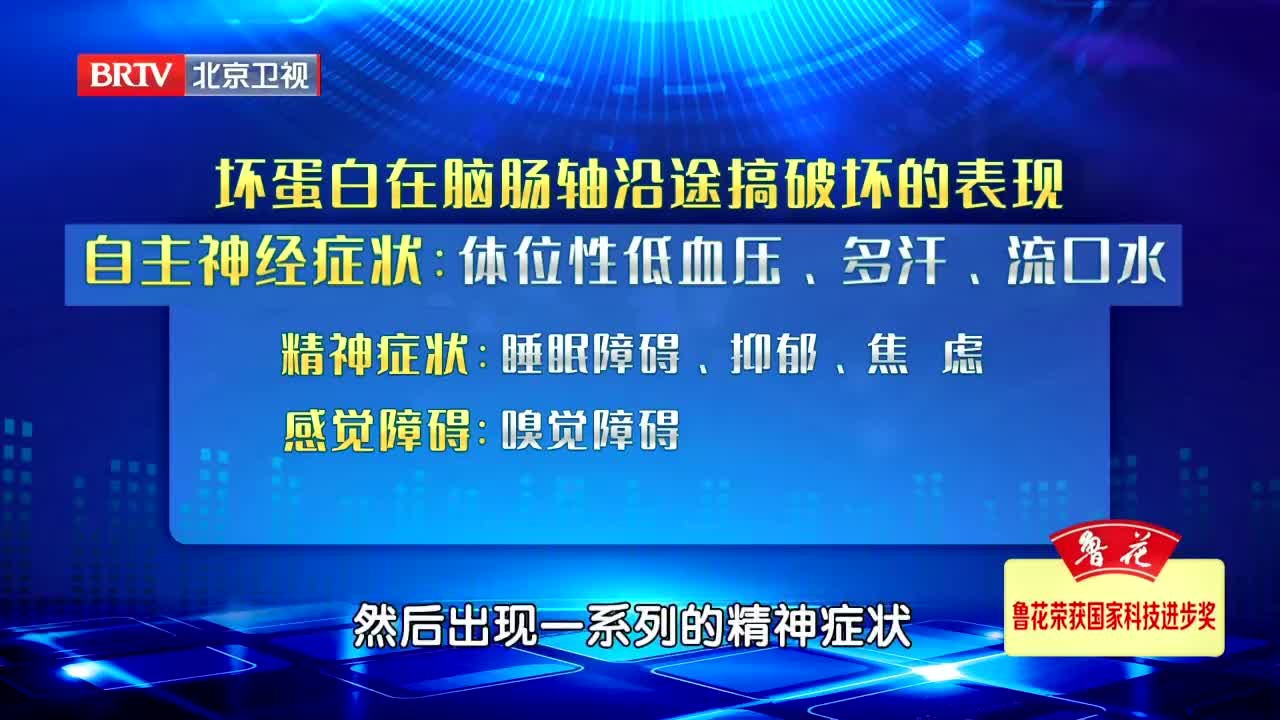 BRTV 北京卫视
坏蛋白在脑肠轴沿途搞破坏的表现
自主神经症状:体位性低血压、多汗、流口水
精神症状:睡眠障碍、抑郁、焦 虑
感觉障碍:嗅觉障碍
鲁花
鲁花荣获国家科技进步奖
然后出现一系列的精神症状